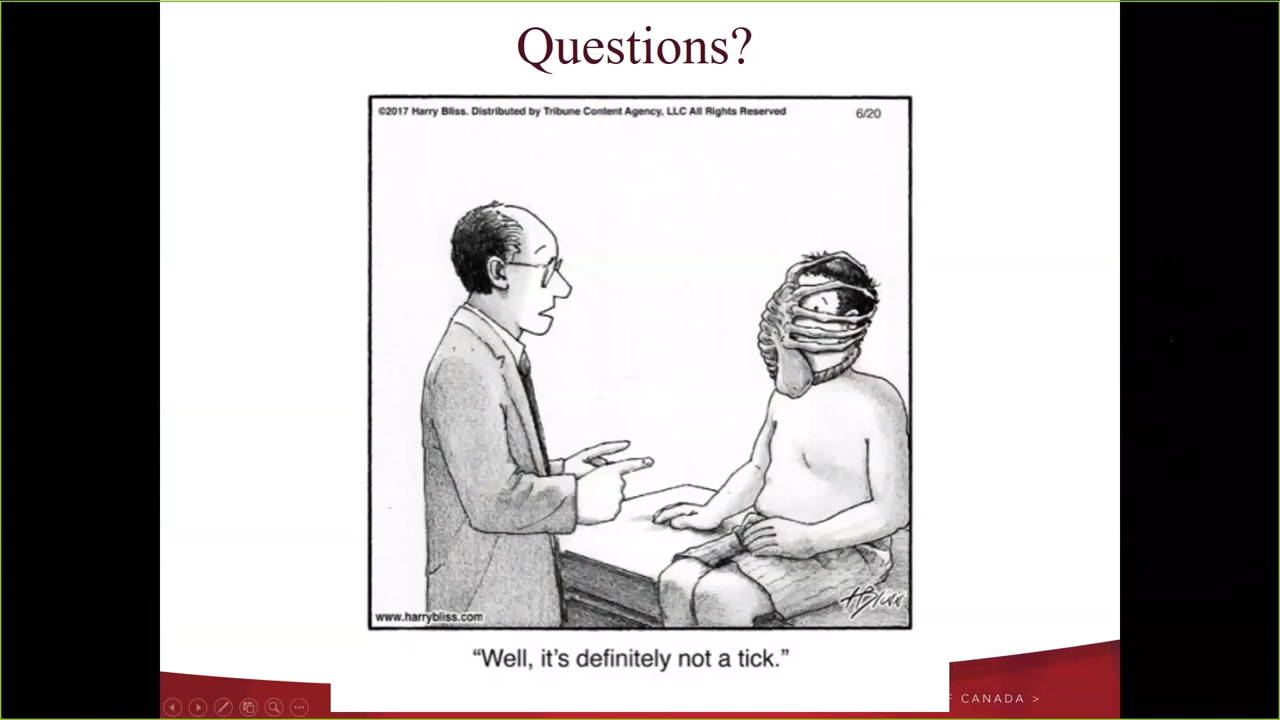 Questions?
©2017 Harry Bliss. Distributed by Tribune Content Agency, LLC All Rights Reserved
6/20
HBliss
www.harrybliss.com
“Well, it's definitely not a tick.”
CANADA >